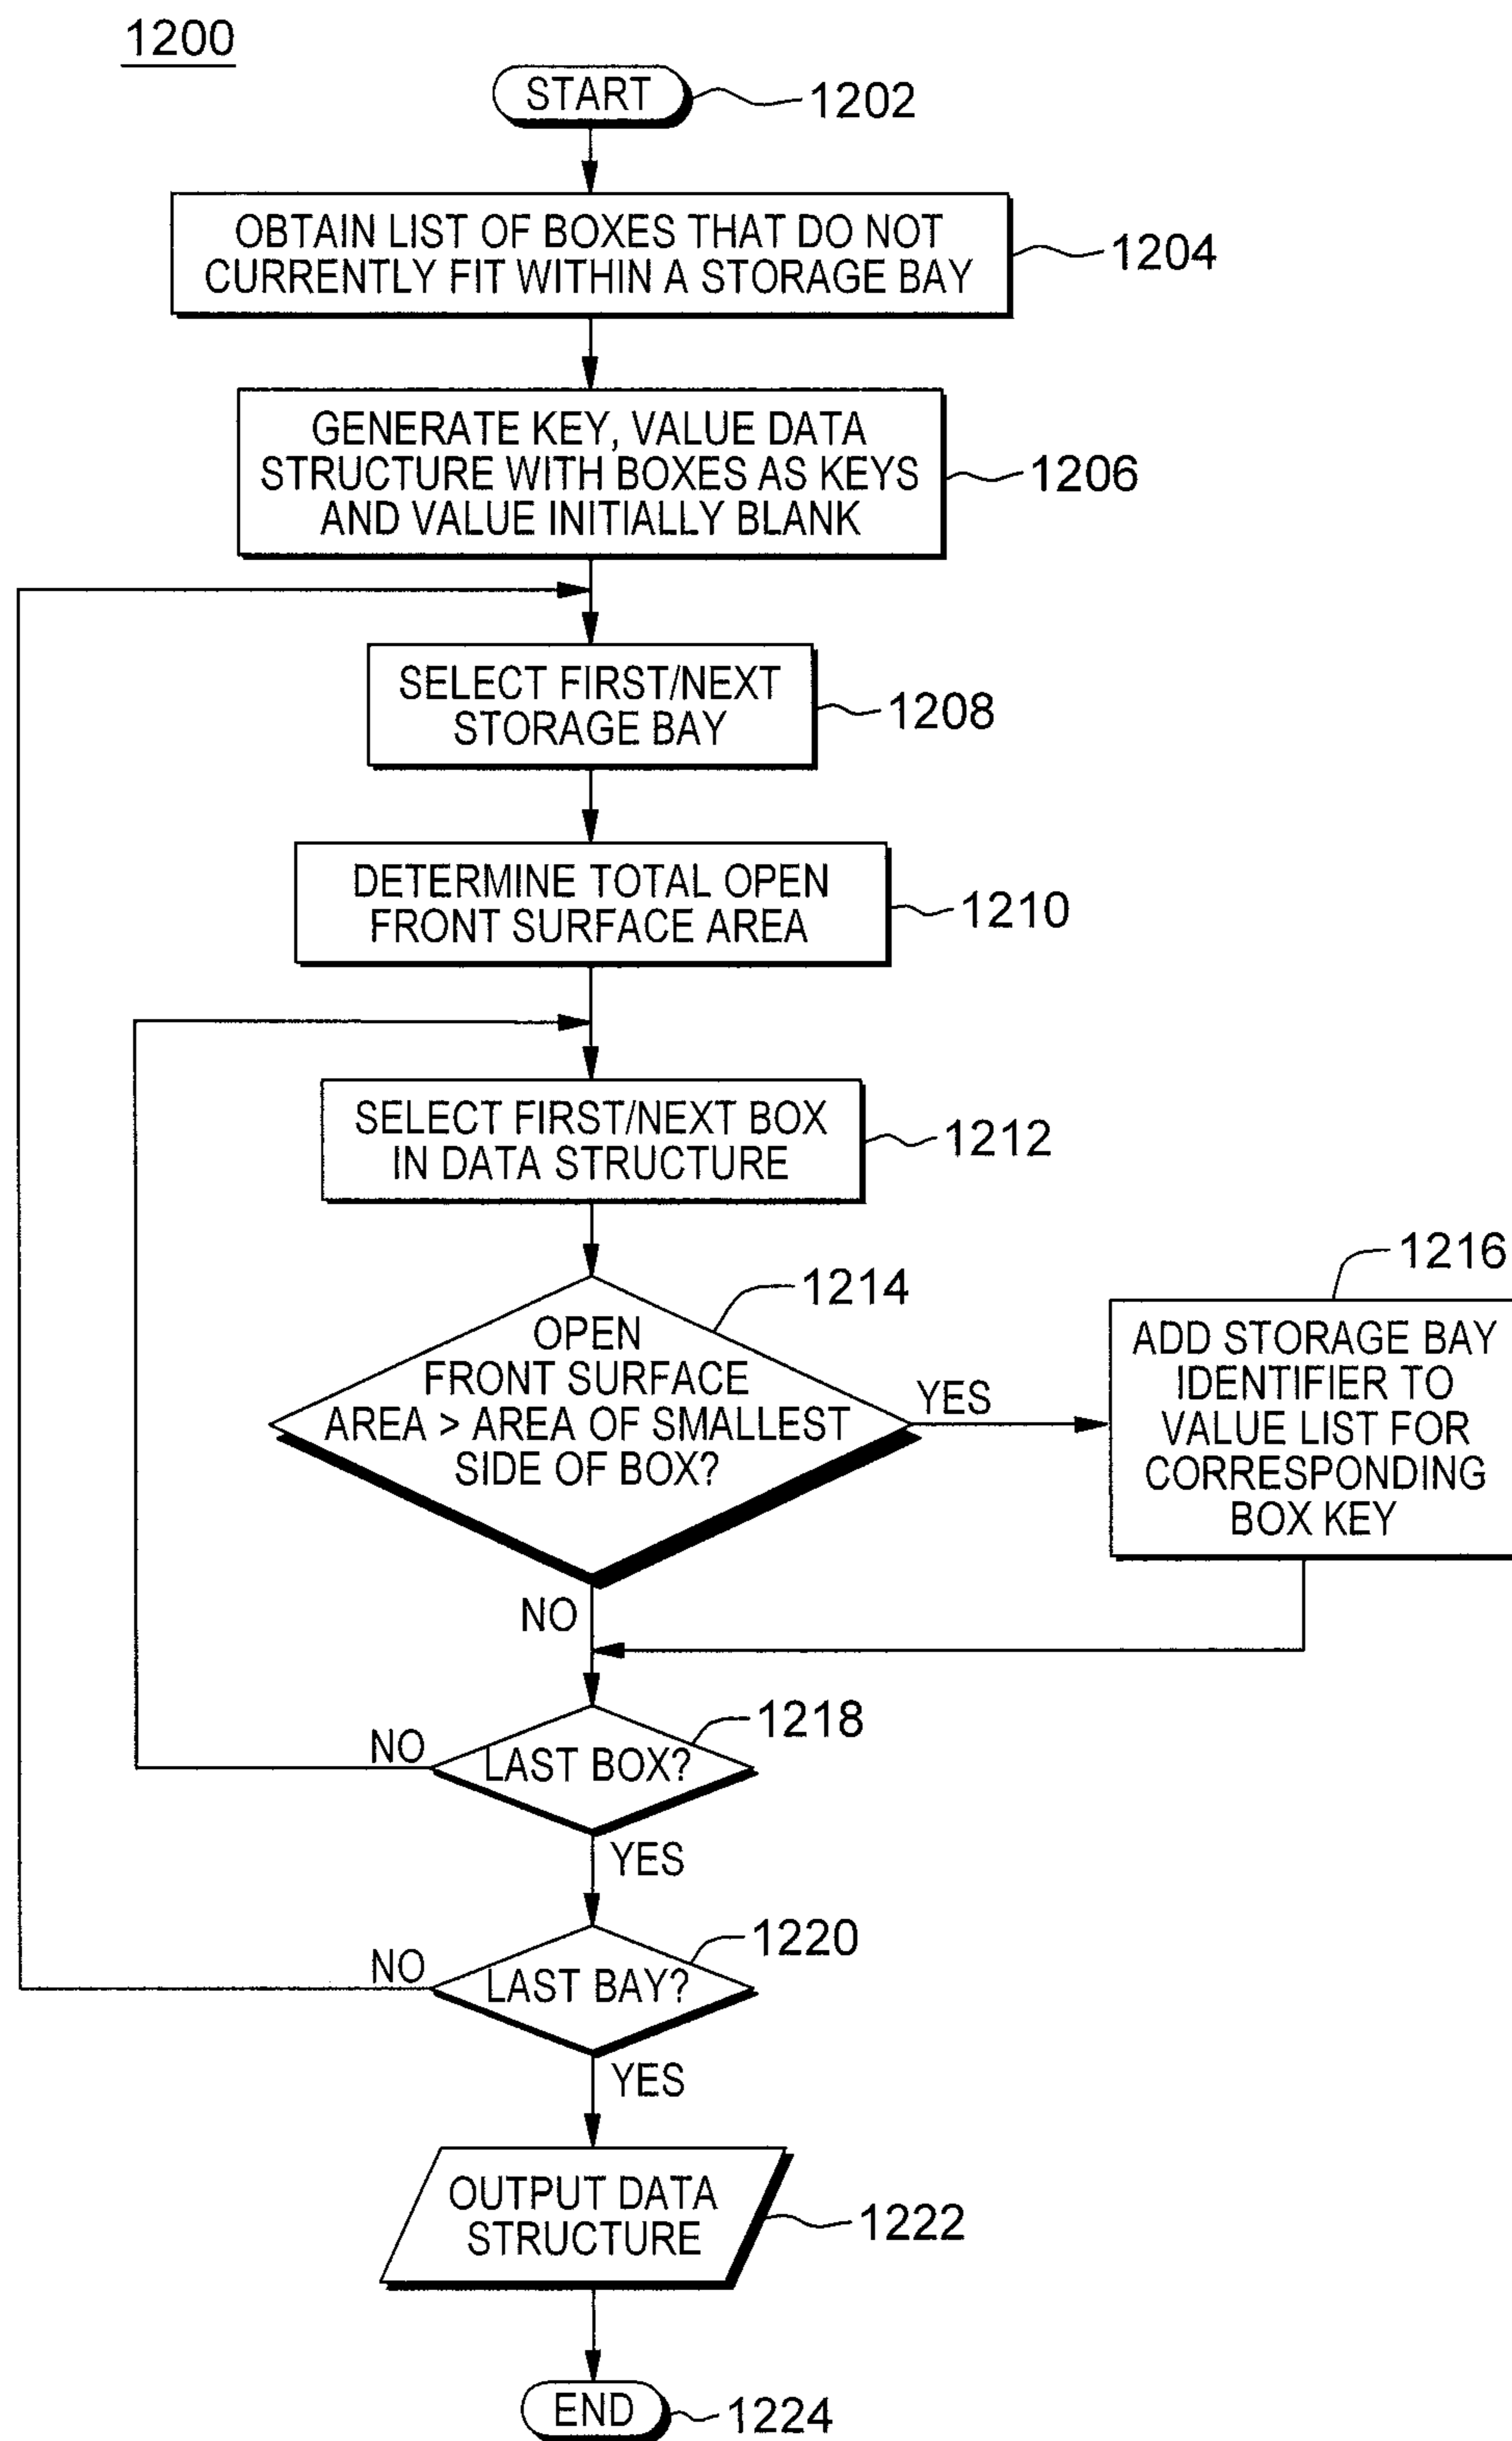 1200
START
1202
OBTAIN LIST OF BOXES THAT DO NOT
CURRENTLY FIT WITHIN A STORAGE BAY
1204
GENERATE KEY, VALUE DATA
STRUCTURE WITH BOXES AS KEYS
AND VALUE INITIALLY BLANK
1206
SELECT FIRST/NEXT
STORAGE BAY
1208
DETERMINE TOTAL OPEN
FRONT SURFACE AREA
1210
SELECT FIRST/NEXT BOX
IN DATA STRUCTURE
1212
OPEN
FRONT SURFACE
AREA > AREA OF SMALLEST
SIDE OF BOX?
1214
YES
NO
1216
ADD STORAGE BAY
IDENTIFIER TO
VALUE LIST FOR
CORRESPONDING
BOX KEY
LAST BOX?
1218
NO
YES
LAST BAY?
1220
NO
YES
OUTPUT DATA
STRUCTURE
1222
END
1224